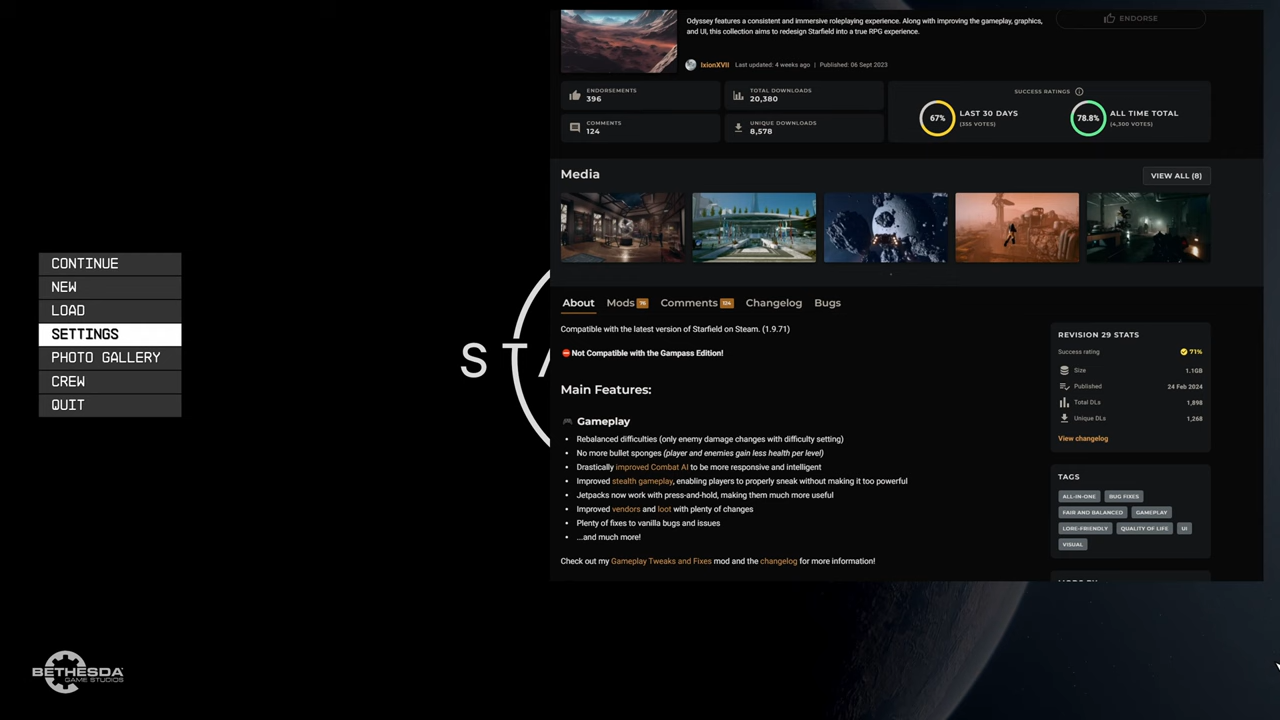 Odyssey features a consistent and immersive roleplaying experience. Along with improving the gameplay, graphics,
and UI, this collection aims to redesign Starfield into a true RPG experience.
ENDORSE
IxionXVII Last updated: 4 weeks ago | Published: 06 Sept 2023
ENDORSEMENTS
396
TOTAL DOWNLOADS
20,380
COMMENTS
124
UNIQUE DOWNLOADS
8,578
SUCCESS RATINGS
67%
LAST 30 DAYS
(355 VOTES)
78.8%
ALL TIME TOTAL
(4,300 VOTES)
Media
VIEW ALL (8)
CONTINUE
NEW
LOAD
SETTINGS
PHOTO GALLERY
CREW
QUIT
ST
About Mods 76 Comments 124 Changelog Bugs
Compatible with the latest version of Starfield on Steam. (1.9.71)
Not Compatible with the Gampass Edition!
Main Features:
Gameplay
• Rebalanced difficulties (only enemy damage changes with difficulty setting)
• No more bullet sponges (player and enemies gain less health per level)
• Drastically improved Combat AI to be more responsive and intelligent
• Improved stealth gameplay, enabling players to properly sneak without making it too powerful
• Jetpacks now work with press-and-hold, making them much more useful
• Improved vendors and loot with plenty of changes
• Plenty of fixes to vanilla bugs and issues
• ...and much more!
Check out my Gameplay Tweaks and Fixes mod and the changelog for more information!
REVISION 29 STATS
Success rating 71%
Size 1.1GB
Published 24 Feb 2024
Total DLs 1,898
Unique DLs 1,268
View changelog
TAGS
ALL-IN-ONE BUG FIXES
FAIR AND BALANCED GAMEPLAY
LORE-FRIENDLY QUALITY OF LIFE UI
VISUAL
BETHESDA
GAME STUDIOS